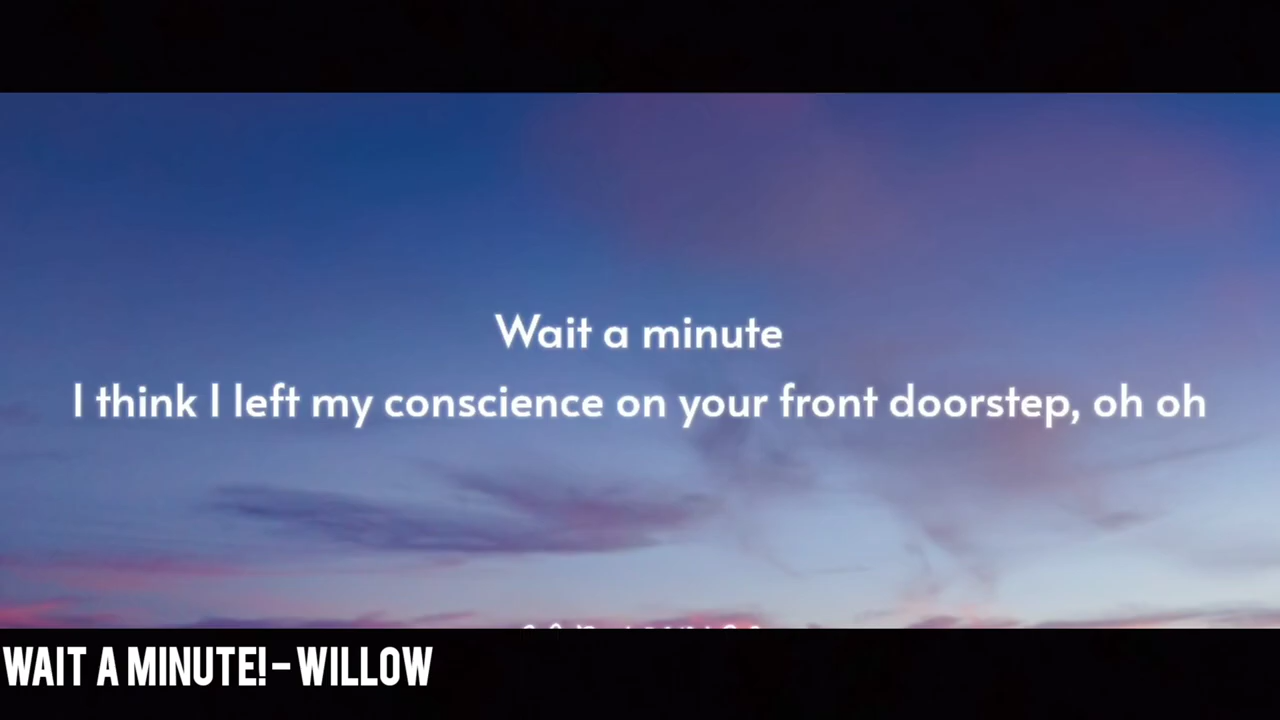 Wait a minute
I think I left my conscience on your front doorstep, oh oh
WAIT A MINUTE! - WILLOW